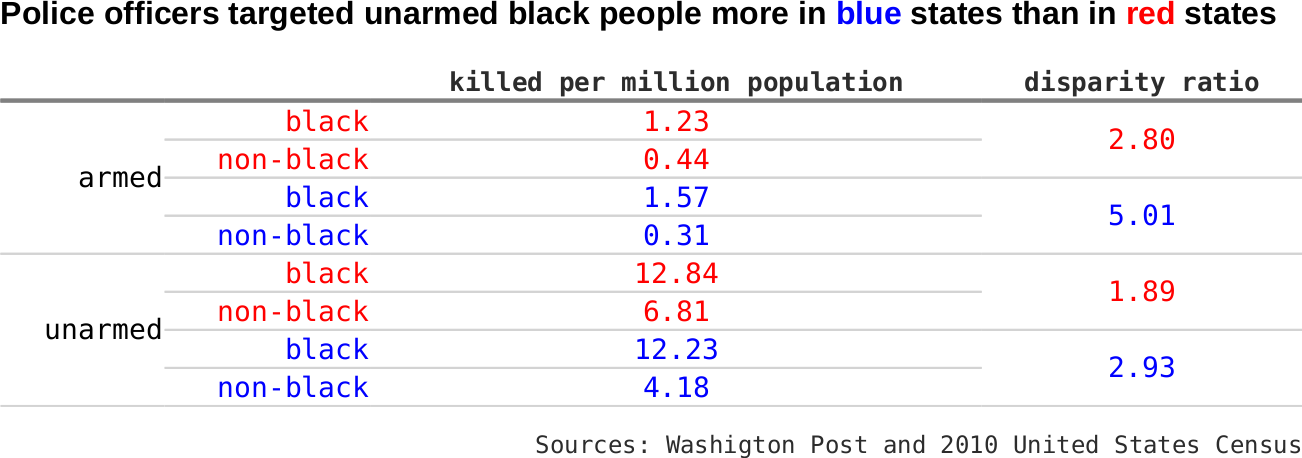 Police officers targeted unarmed black people more in blue states than in red states
killed per million population disparity ratio
black 1.23
2.80
non-black 0.44
armed
black 1.57
5.01
non-black 0.31
black 12.84
1.89
non-black 6.81
unarmed
black 12.23
2.93
non-black 4.18
Sources: Washigton Post and 2010 United States Census